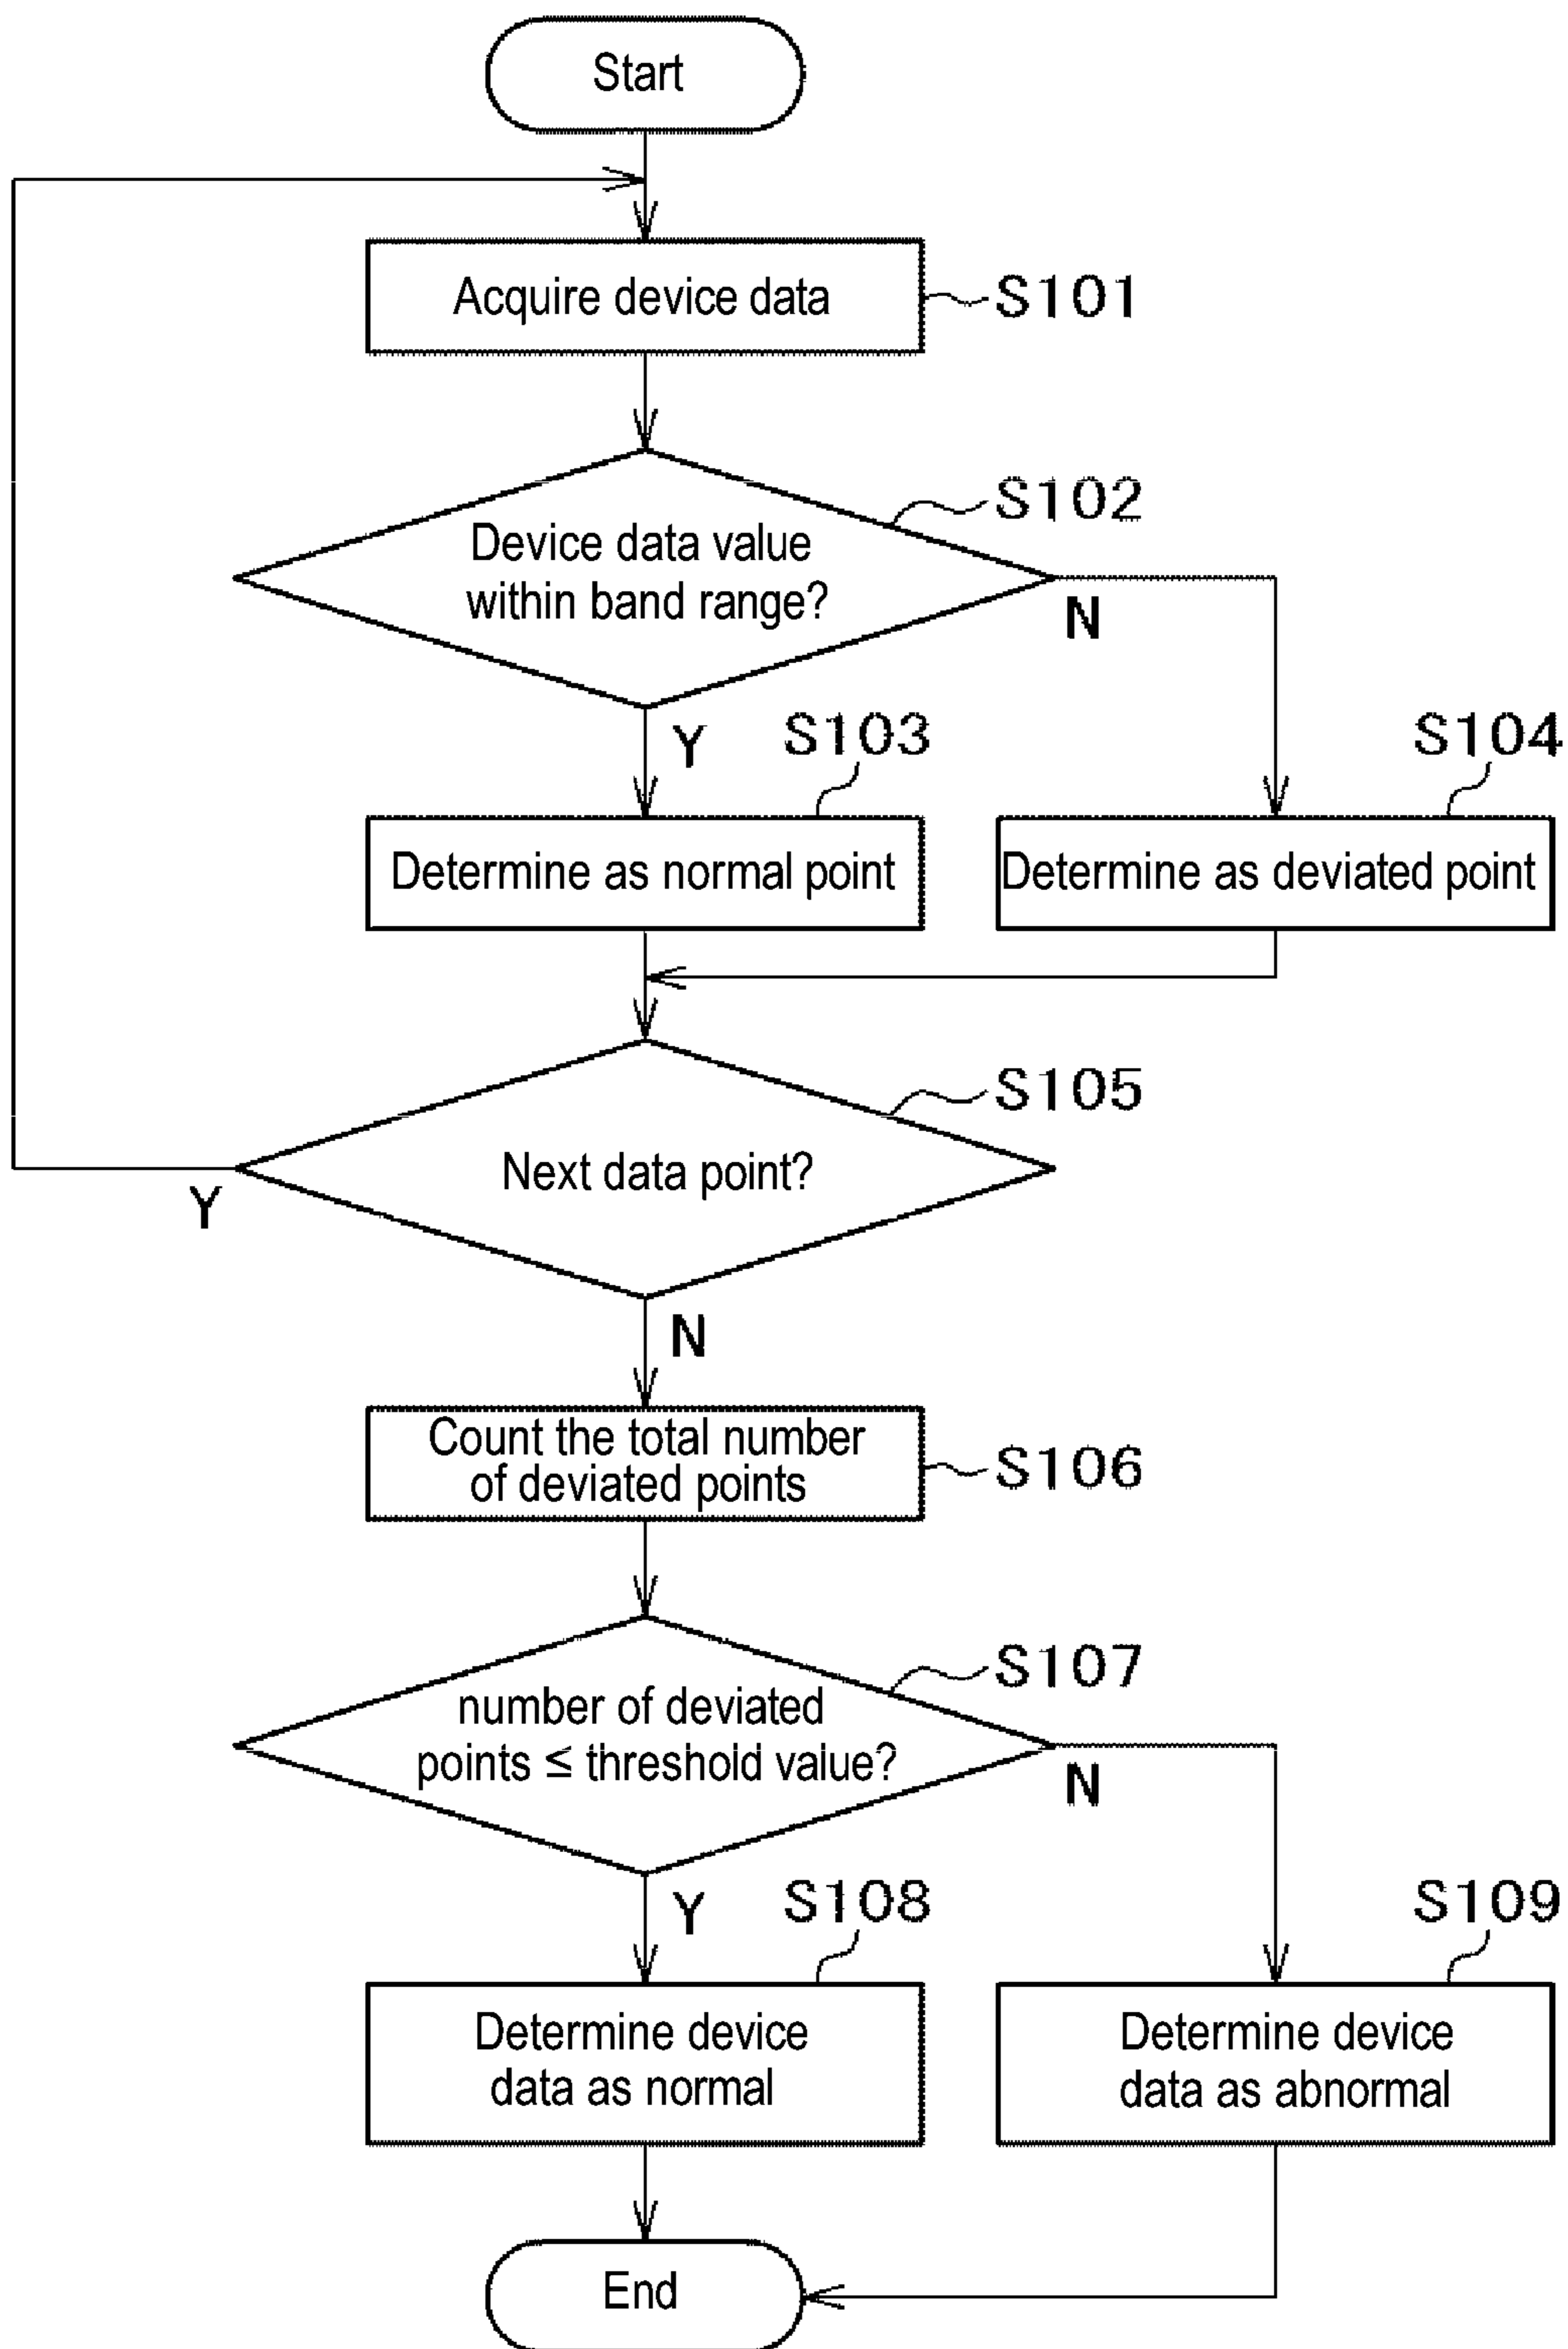 Start
Acquire device data
S101
S102
Device data value
within band range?
N
Y
S103
S104
Determine as normal point
Determine as deviated point
S105
Next data point?
Y
N
Count the total number
of deviated points
S106
S107
number of deviated
points ≤ threshold value?
N
Y
S108
S109
Determine device
data as normal
Determine device
data as abnormal
End